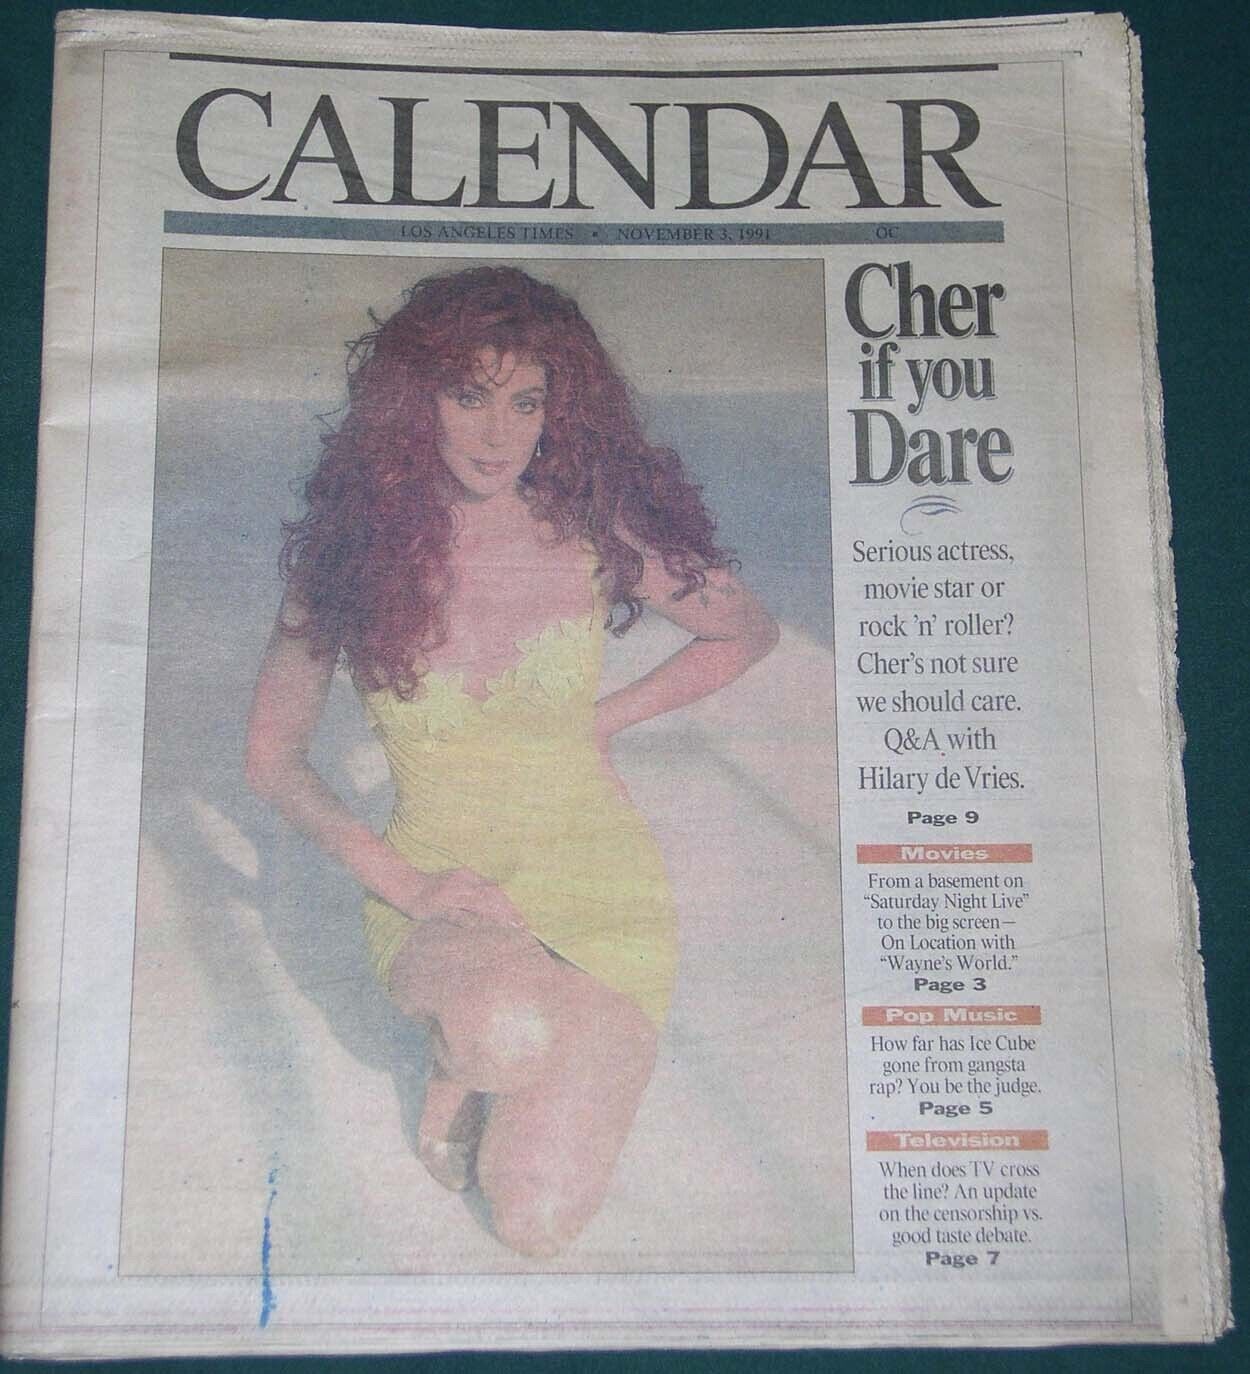 CALENDAR
LOS ANGELES TIMES ▪ NOVEMBER 3, 1991 OC
Cher
if you
Dare
Serious actress,
movie star or
rock ’n’ roller?
Cher’s not sure
we should care.
Q&A with
Hilary de Vries.
Page 9
Movies
From a basement on
“Saturday Night Live”
to the big screen—
On Location with
“Wayne’s World.”
Page 3
Pop Music
How far has Ice Cube
gone from gangsta
rap? You be the judge.
Page 5
Television
When does TV cross
the line? An update
on the censorship vs.
good taste debate.
Page 7